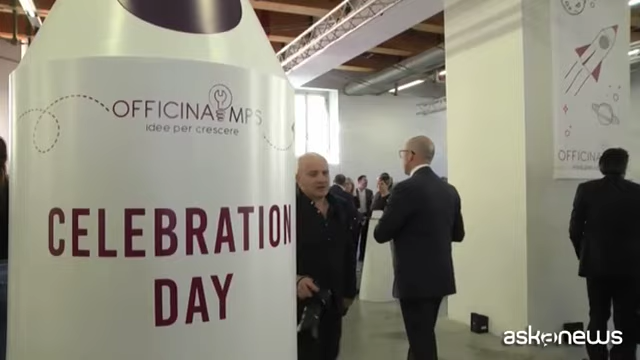 OFFICINA MPS
idee per crescere
CELEBRATION
DAY
OFFICINA
askanews